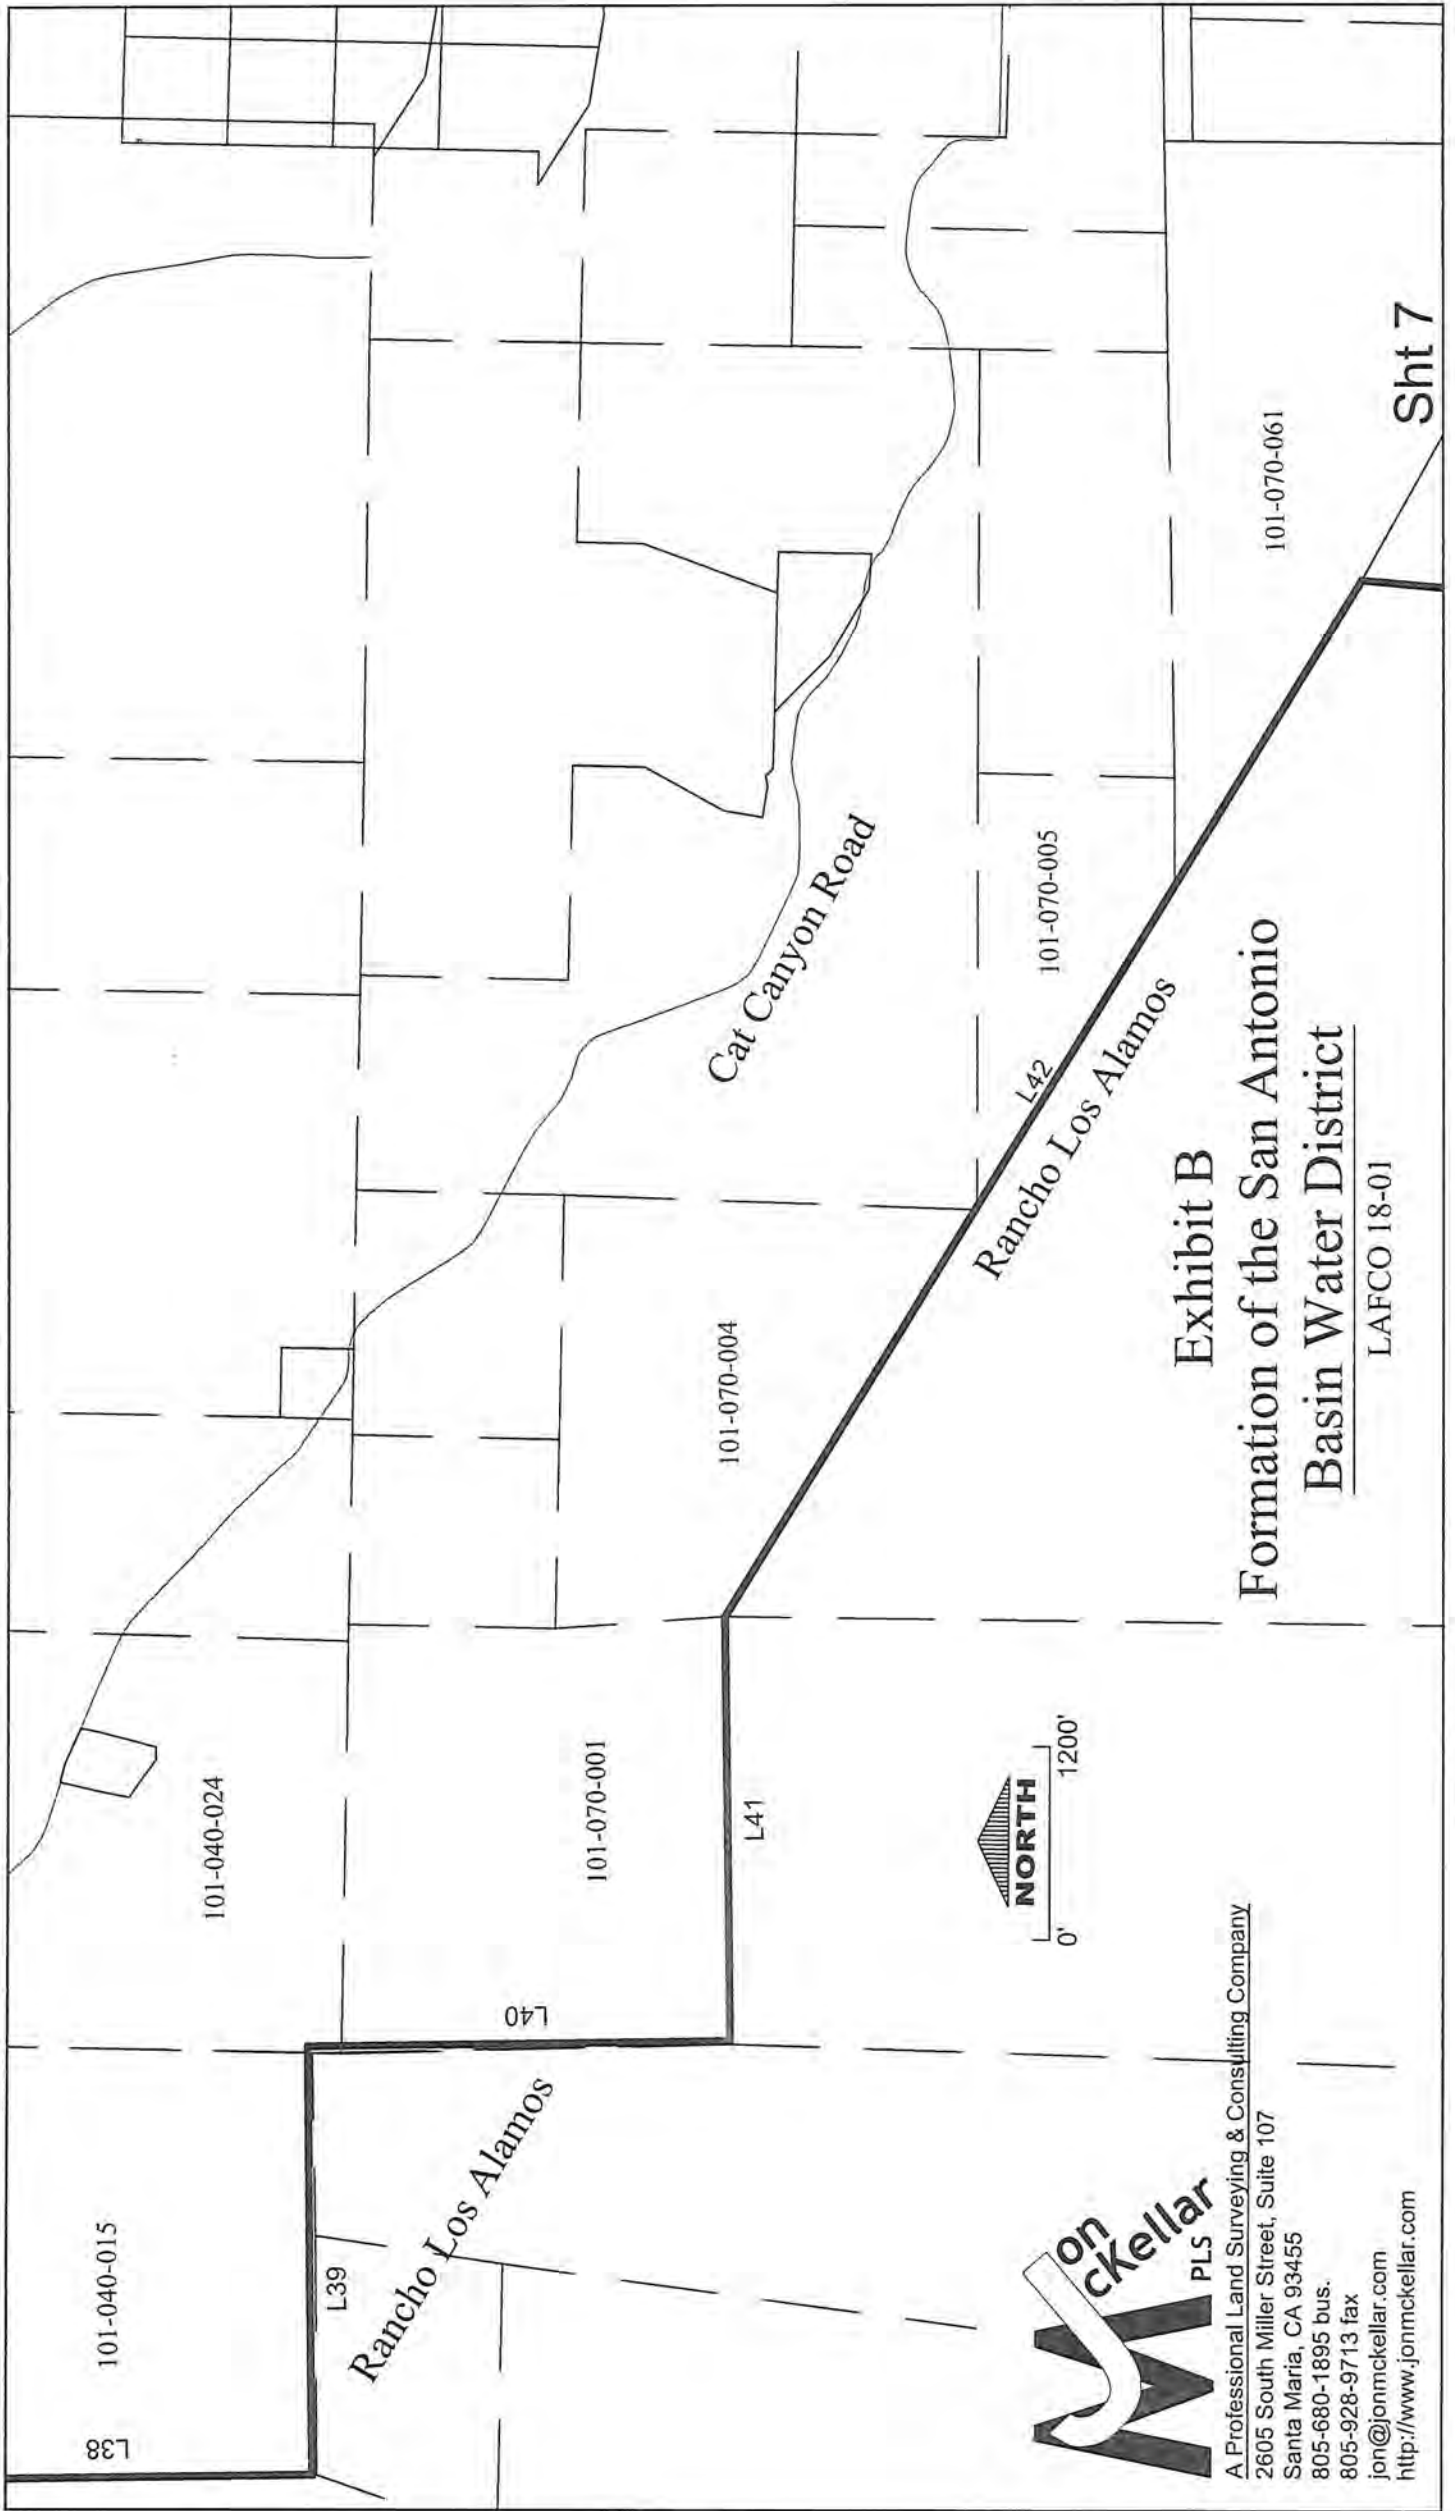 L38
101-040-015
L39
Rancho Los Alamos
L40
101-040-024
101-070-001
L41
101-070-004
Cat Canyon Road
L42
Rancho Los Alamos
101-070-005
101-070-061
Sht 7
NORTH
0' 1200'
Exhibit B
Formation of the San Antonio
Basin Water District
LAFCO 18-01
Jon
McKellar
PLS
A Professional Land Surveying & Consulting Company
2605 South Miller Street, Suite 107
Santa Maria, CA 93455
805-680-1895 bus.
805-928-9713 fax
jon@jonmckellar.com
http://www.jonmckellar.com